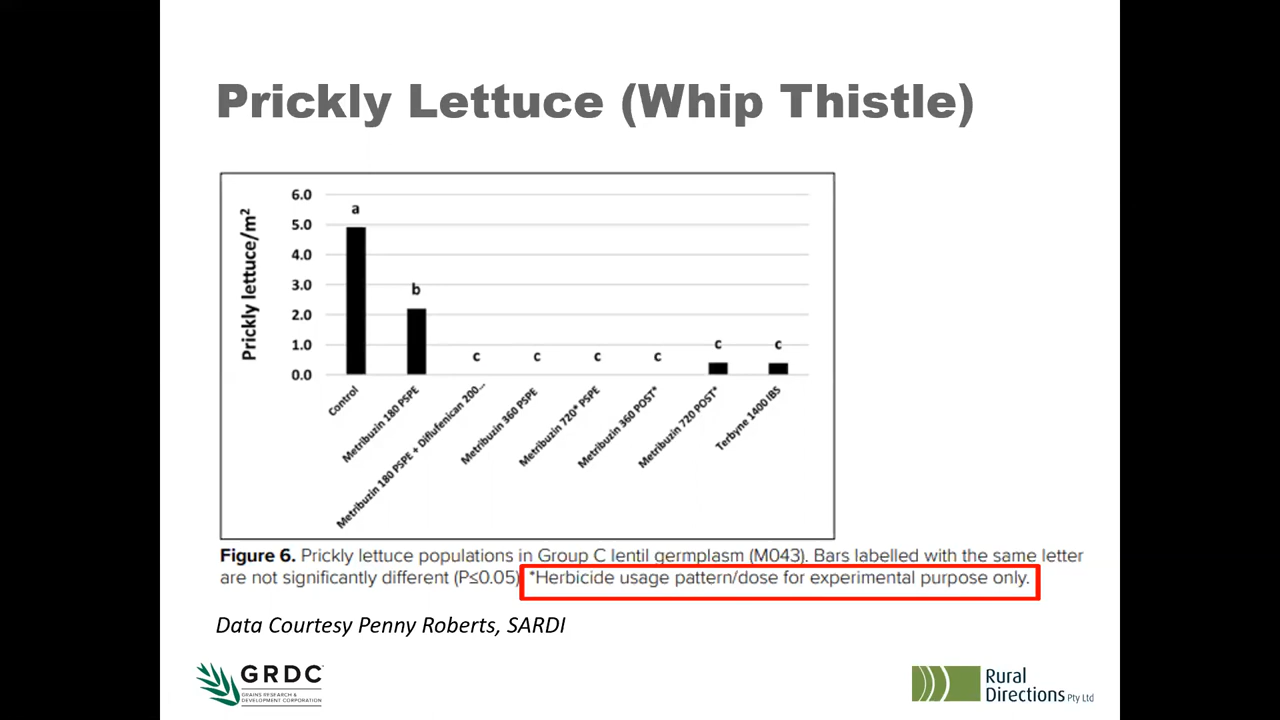 Prickly Lettuce (Whip Thistle)
Prickly lettuce/m²
6.0
5.0
4.0
3.0
2.0
1.0
0.0
a
b
c
c
c
c
c
c
Control
Metribuzin 180 PSPE
Metribuzin 180 PSPE + Diflufenican 200...
Metribuzin 360 PSPE
Metribuzin 720* PSPE
Metribuzin 360 POST*
Metribuzin 720 POST*
Terbyne 1400 IBS
Figure 6. Prickly lettuce populations in Group C lentil germplasm (M043). Bars labelled with the same letter
are not significantly different (P≤0.05) *Herbicide usage pattern/dose for experimental purpose only.
Data Courtesy Penny Roberts, SARDI
GRDC
GRAINS RESEARCH &
DEVELOPMENT CORPORATION
Rural
Directions Pty Ltd